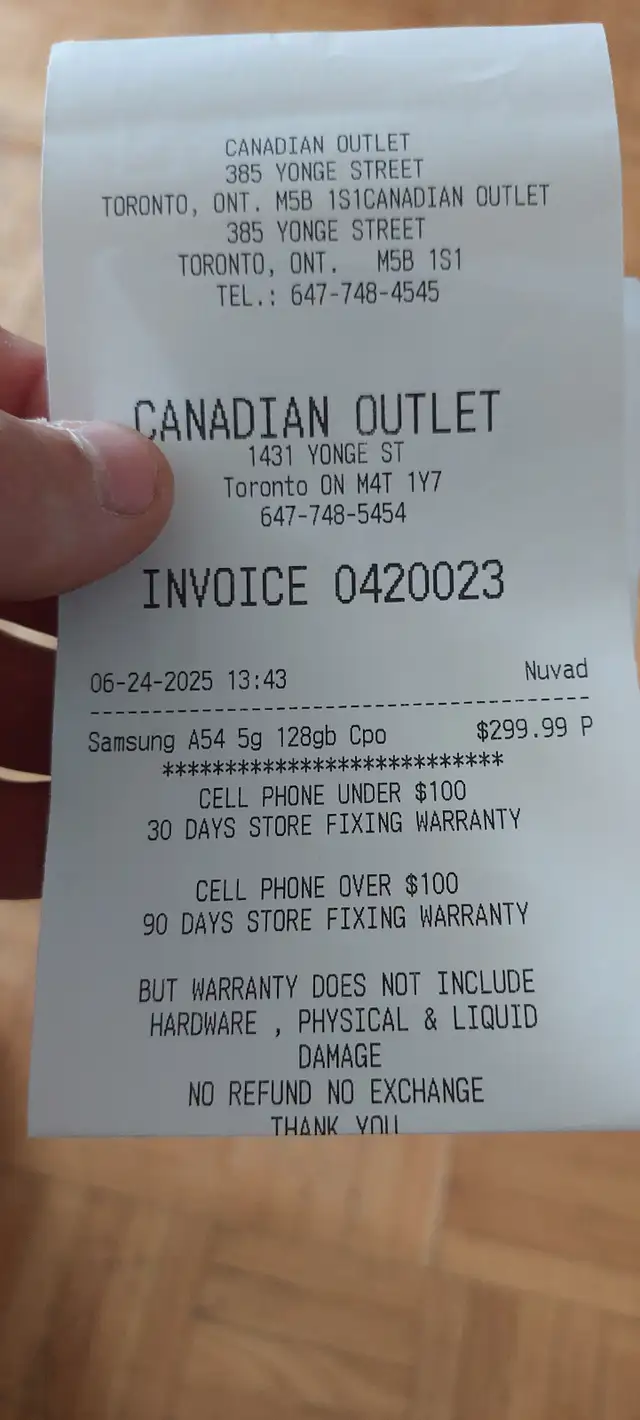 CANADIAN OUTLET
385 YONGE STREET
TORONTO, ONT. M5B 1S1CANADIAN OUTLET
385 YONGE STREET
TORONTO, ONT. M5B 1S1
TEL.: 647-748-4545
CANADIAN OUTLET
1431 YONGE ST
Toronto ON M4T 1Y7
647-748-5454
INVOICE 0420023
06-24-2025 13:43 Nuvad
--------------------------------------------------
Samsung A54 5g 128gb Cpo $299.99 P
***************************
CELL PHONE UNDER $100
30 DAYS STORE FIXING WARRANTY
CELL PHONE OVER $100
90 DAYS STORE FIXING WARRANTY
BUT WARRANTY DOES NOT INCLUDE
HARDWARE , PHYSICAL & LIQUID
DAMAGE
NO REFUND NO EXCHANGE
THANK YOU